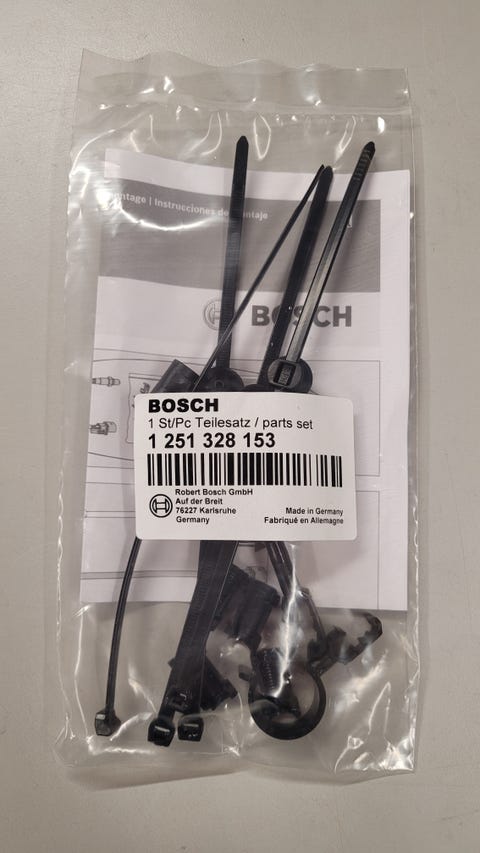 Instrucciones de montaje
BOSCH
BOSCH
1 St/Pc Teilesatz / parts set
1 251 328 153
Robert Bosch GmbH
Auf der Breit
76227 Karlsruhe
Germany
Made in Germany
Fabriqué en Allemagne